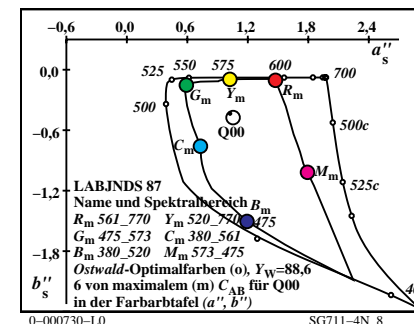 −0,6 0,0 0,6 1,2 1,8 2,4
a''s
525 550 575 600 700
0,0
Gm Ym Rm
500
Q00
500c
−0,6
Cm
Mm
525c
LABJNDS 87
−1,2
Name und Spektralbereich
Bm
Rm 561_770 Ym 520_770 475
Gm 475_573 Cm 380_561
Bm 380_520 Mm 573_475
−1,8
Ostwald-Optimalfarben (o), YW=88,6
b''s
6 von maximalem (m) CAB für Q00
in der Farbarbtafel (a'', b'')
0-000730-L0 SG711-4N_8